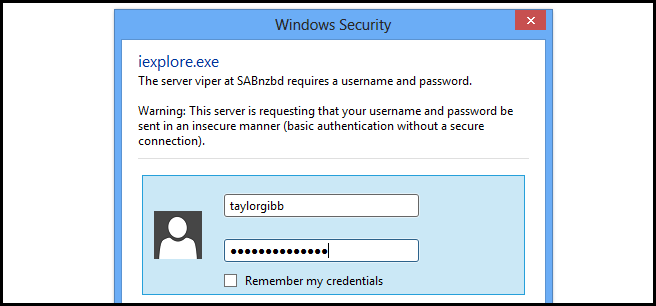 Windows Security
iexplore.exe
The server viper at SABnzbd requires a username and password.
Warning: This server is requesting that your username and password be
sent in an insecure manner (basic authentication without a secure
connection).
taylorgibb
●●●●●●●●●●●●●●
Remember my credentials